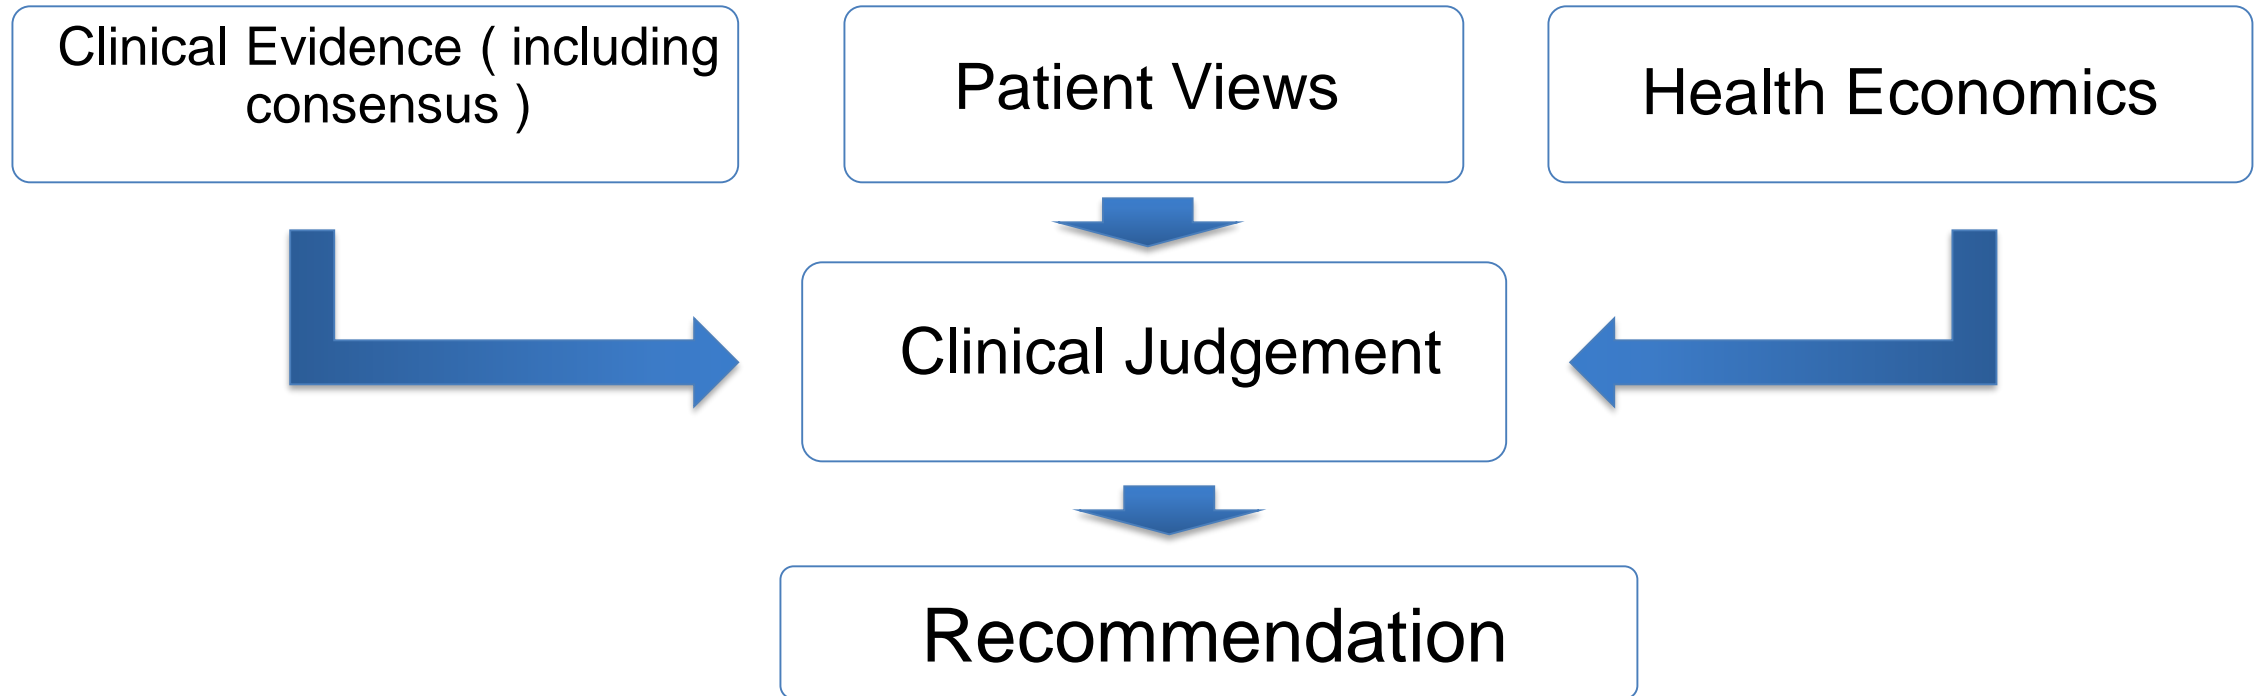 Clinical Evidence ( including
consensus )
Patient Views
Health Economics
Clinical Judgement
Recommendation